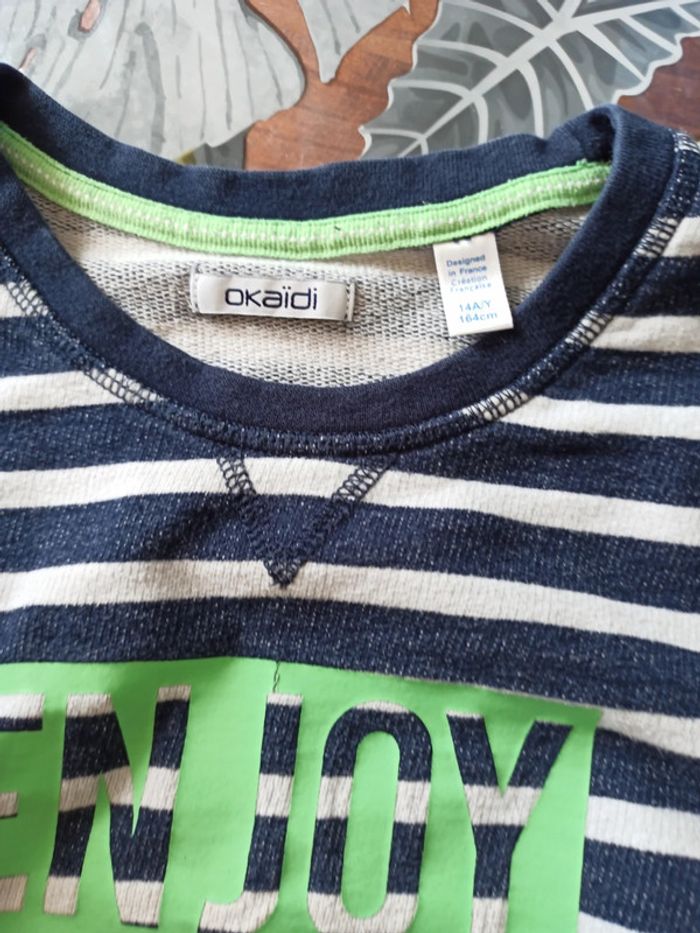 okaïdi
Designed
in France
Création
Française
14A/Y
164cm
ENJOY